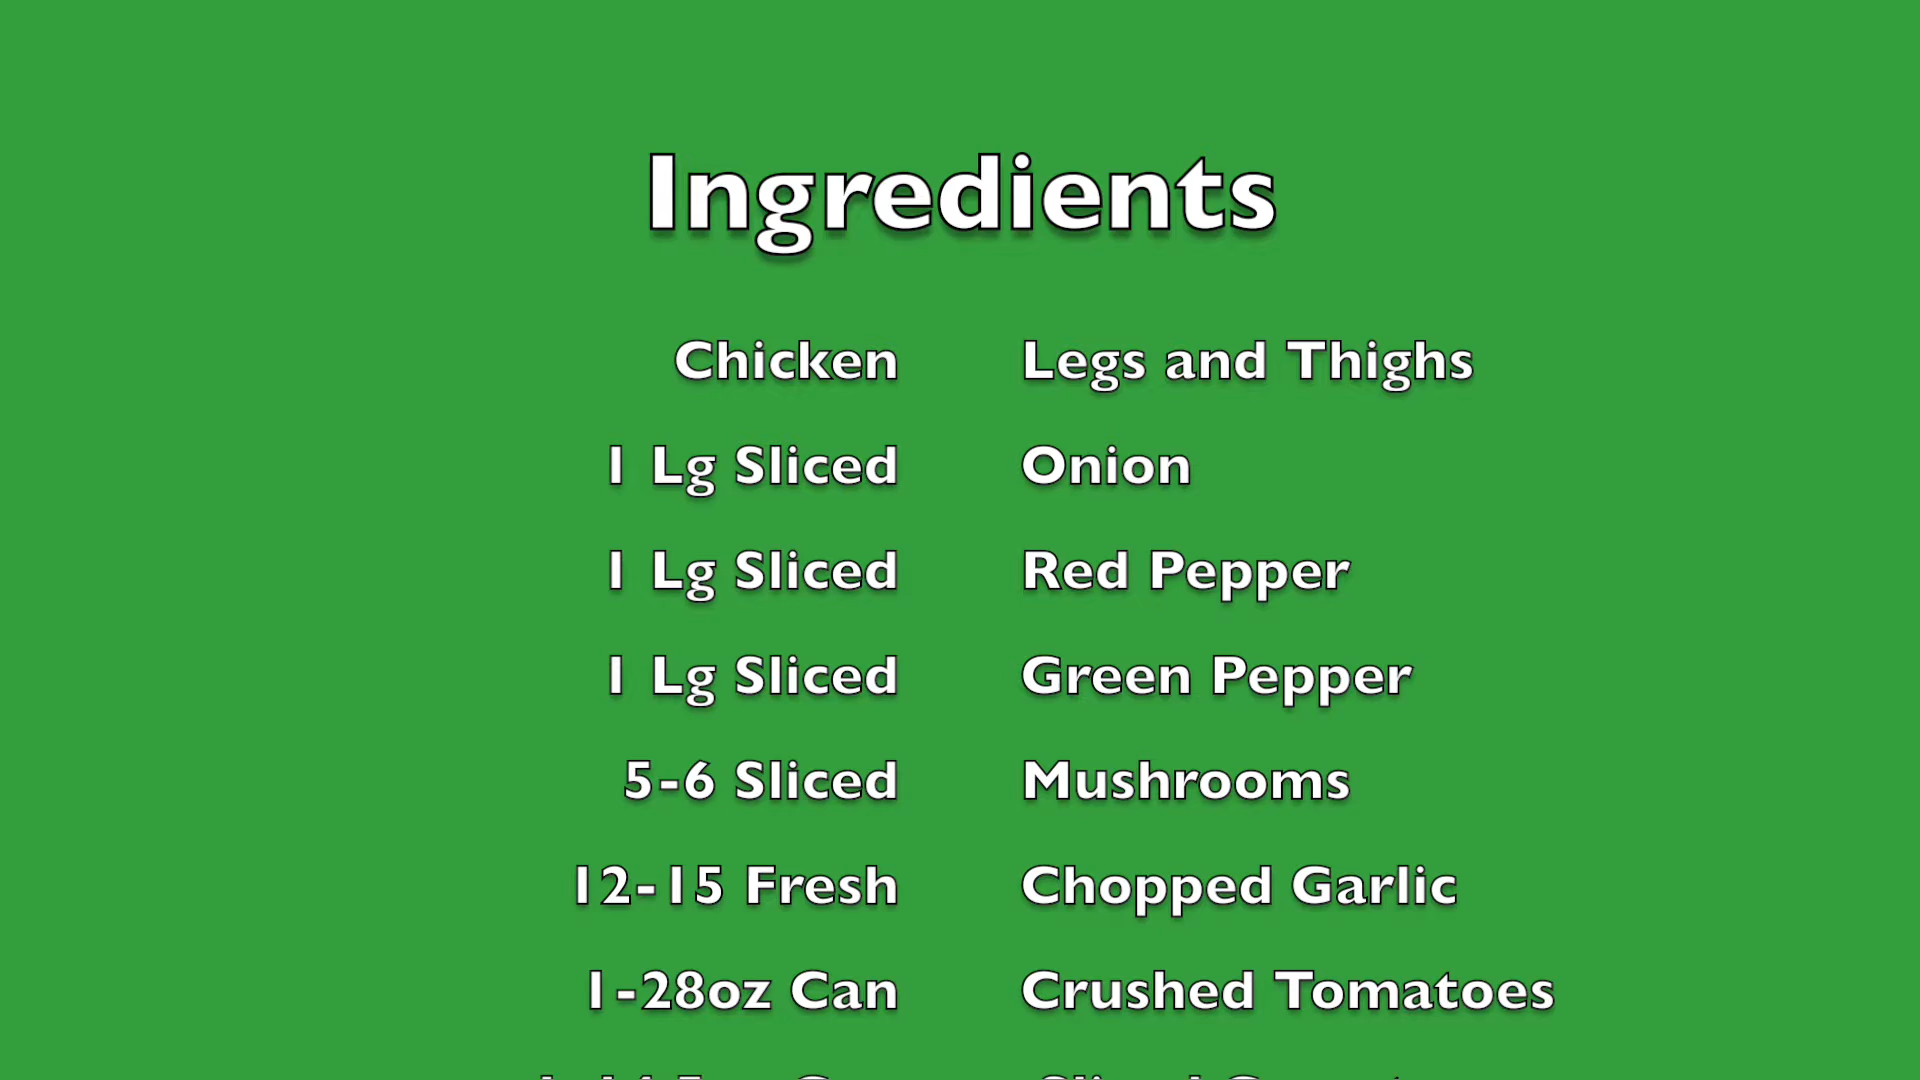 Ingredients
Chicken Legs and Thighs
1 Lg Sliced Onion
1 Lg Sliced Red Pepper
1 Lg Sliced Green Pepper
5-6 Sliced Mushrooms
12-15 Fresh Chopped Garlic
1-28oz Can Crushed Tomatoes